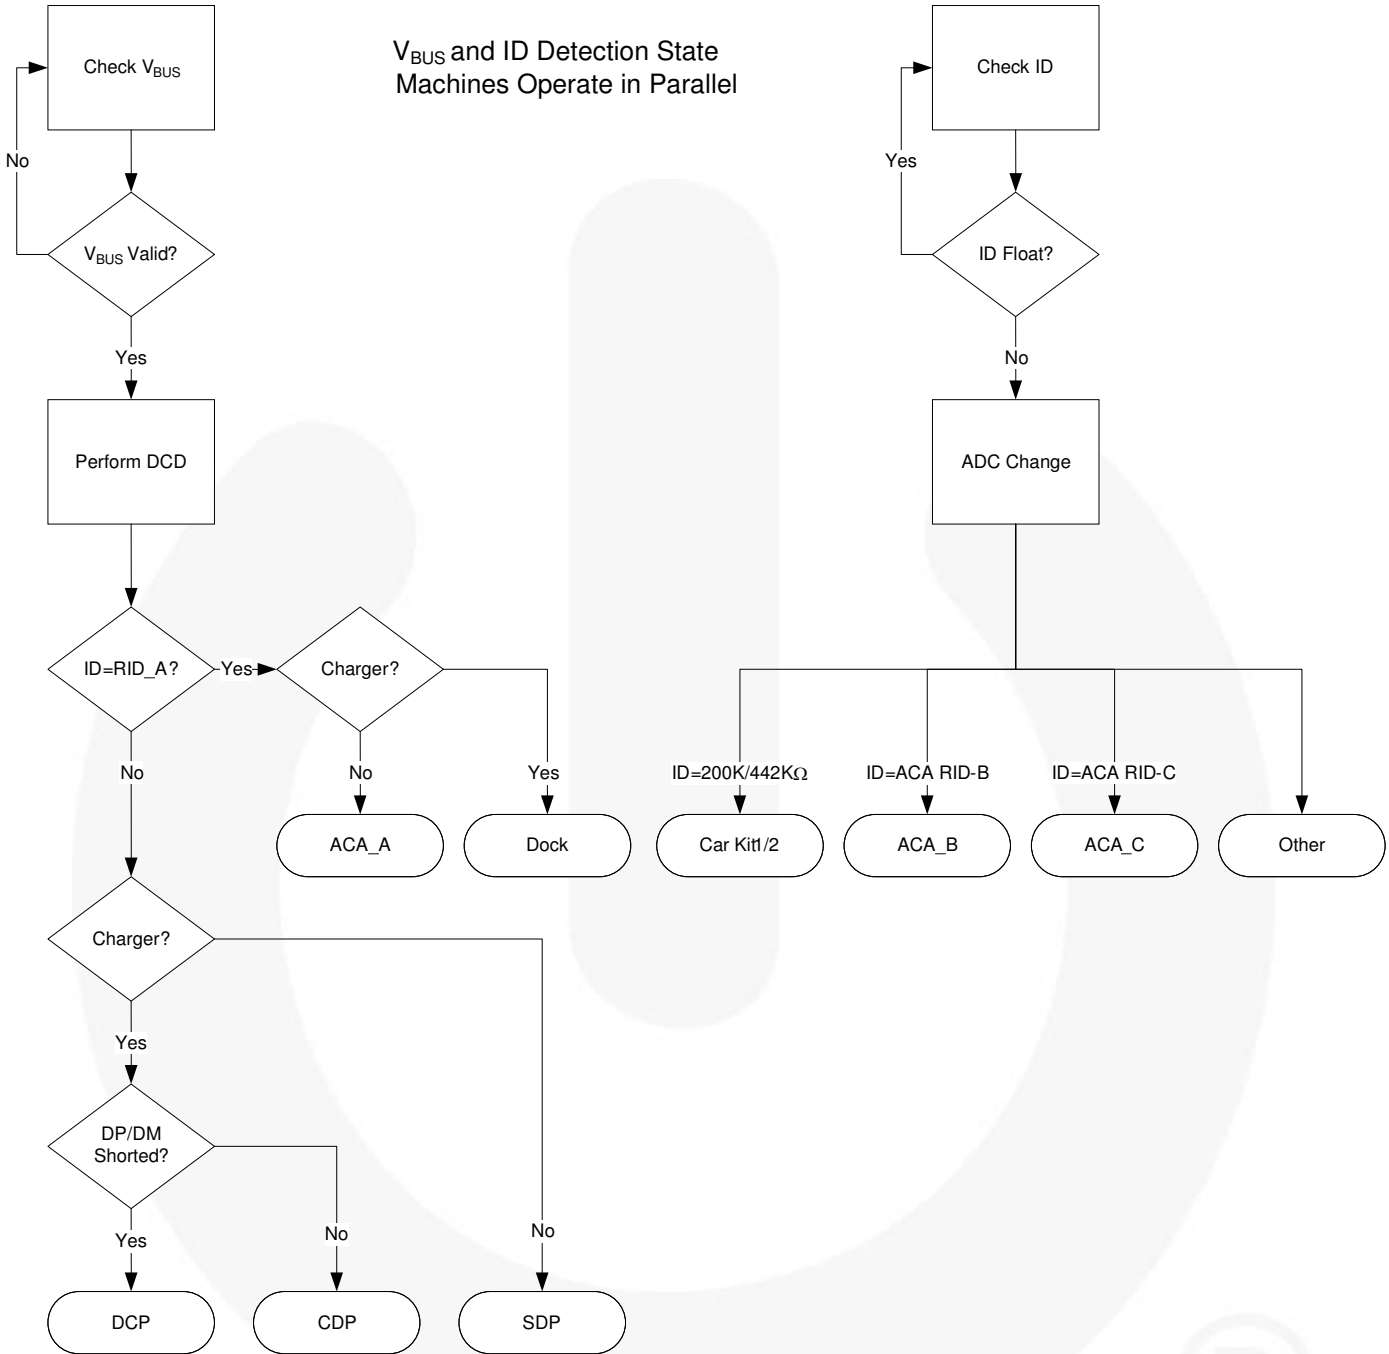 V_BUS and ID Detection State
Machines Operate in Parallel
Check V_BUS
No
V_BUS Valid?
Yes
Perform DCD
ID=RID_A?
Yes
Charger?
No
No
Yes
ACA_A
Dock
Charger?
Yes
DP/DM
Shorted?
Yes
No
No
DCP
CDP
SDP
Check ID
Yes
ID Float?
No
ADC Change
ID=200K/442KΩ
ID=ACA RID-B
ID=ACA RID-C
Car Kit1/2
ACA_B
ACA_C
Other